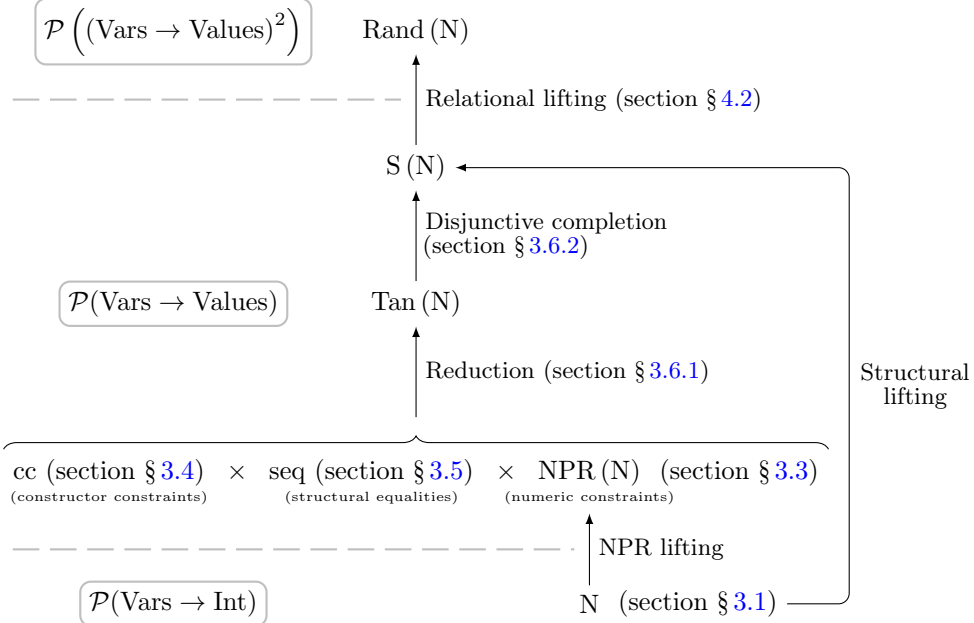 𝒫((Vars → Values)²) Rand (N)
Relational lifting (section § 4.2)
S (N)
Disjunctive completion
(section § 3.6.2)
𝒫(Vars → Values) Tan (N)
Reduction (section § 3.6.1)
Structural
lifting
cc (section § 3.4) × seq (section § 3.5) × NPR (N) (section § 3.3)
(constructor constraints) (structural equalities) (numeric constraints)
NPR lifting
𝒫(Vars → Int) N (section § 3.1)